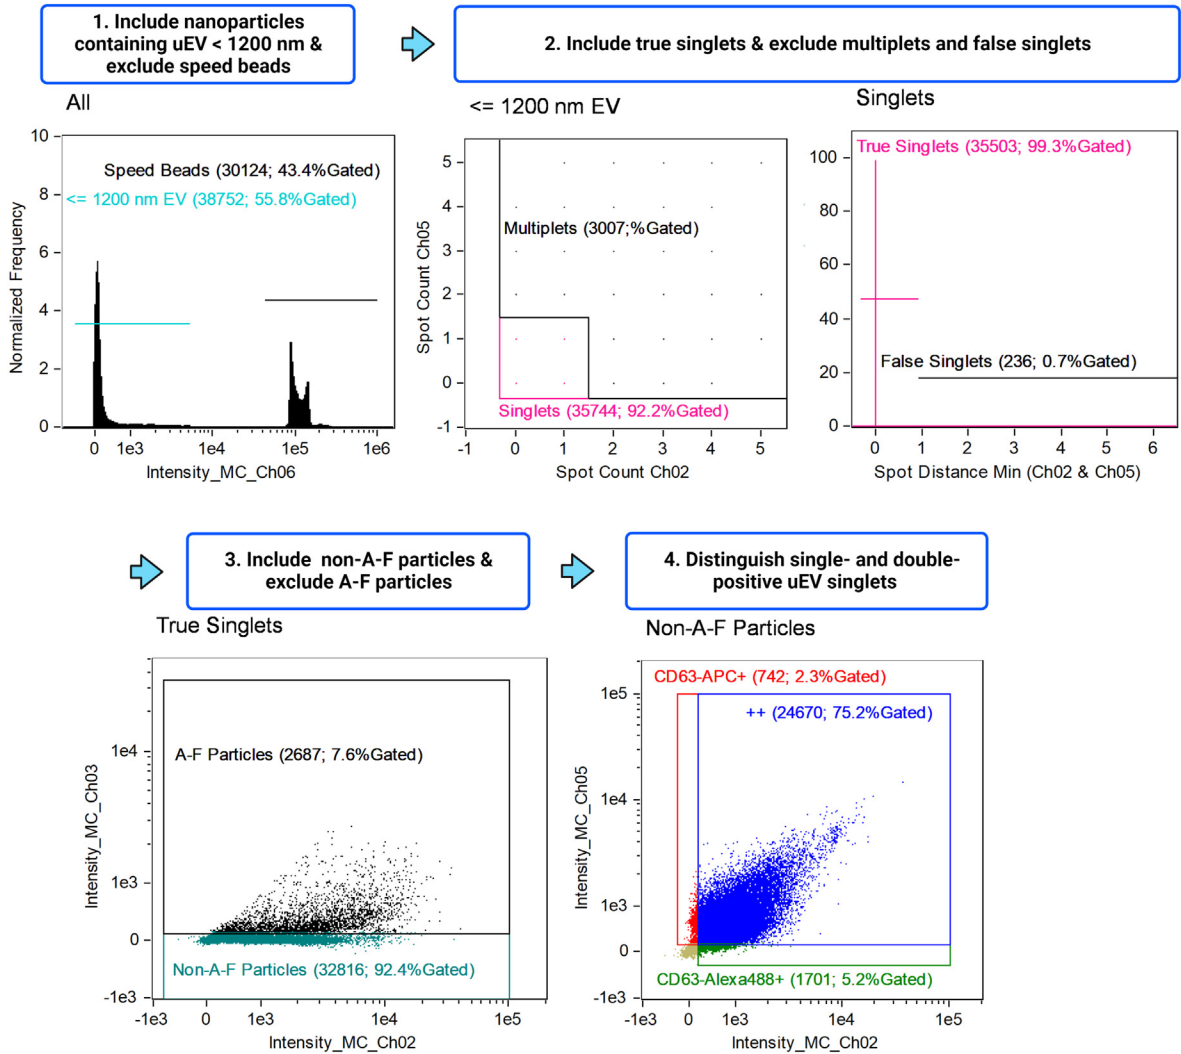 1. Include nanoparticles
containing uEV < 1200 nm &
exclude speed beads
2. Include true singlets & exclude multiplets and false singlets
All
10
8
6
4
2
0
Normalized Frequency
Speed Beads (30124; 43.4%Gated)
<= 1200 nm EV (38752; 55.8%Gated)
0 1e3 1e4 1e5 1e6
Intensity_MC_Ch06
<= 1200 nm EV
5
4
3
2
1
0
-1
Spot Count Ch05
Multiplets (3007;%Gated)
Singlets (35744; 92.2%Gated)
-1 0 1 2 3 4 5
Spot Count Ch02
Singlets
100
80
60
40
20
0
True Singlets (35503; 99.3%Gated)
False Singlets (236; 0.7%Gated)
0 1 2 3 4 5 6
Spot Distance Min (Ch02 & Ch05)
3. Include non-A-F particles &
exclude A-F particles
4. Distinguish single- and double-
positive uEV singlets
True Singlets
1e4
1e3
0
-1e3
Intensity_MC_Ch03
A-F Particles (2687; 7.6%Gated)
Non-A-F Particles (32816; 92.4%Gated)
-1e3 0 1e3 1e4 1e5
Intensity_MC_Ch02
Non-A-F Particles
1e5
1e4
1e3
0
-1e3
Intensity_MC_Ch05
CD63-APC+ (742; 2.3%Gated)
++ (24670; 75.2%Gated)
CD63-Alexa488+ (1701; 5.2%Gated)
-1e3 0 1e3 1e4 1e5
Intensity_MC_Ch02